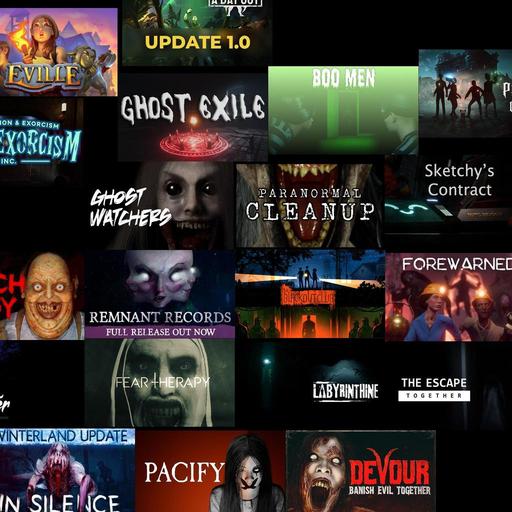 A DAY OUT
UPDATE 1.0
EVILLE
GHOST EXILE
BOO MEN
P
ION & EXORCISM
EXORCISM
INC.
GHOST
WATCHERS
PARANORMAL
CLEANUP
Sketchy's
Contract
CH
Y
REMNANT RECORDS
FULL RELEASE OUT NOW
FOREWARNED
er
FEAR THERAPY
LABYRINTHINE
THE ESCAPE
TOGETHER
WINTERLAND UPDATE
IN SILENCE
PACIFY
DEVOUR
BANISH EVIL TOGETHER